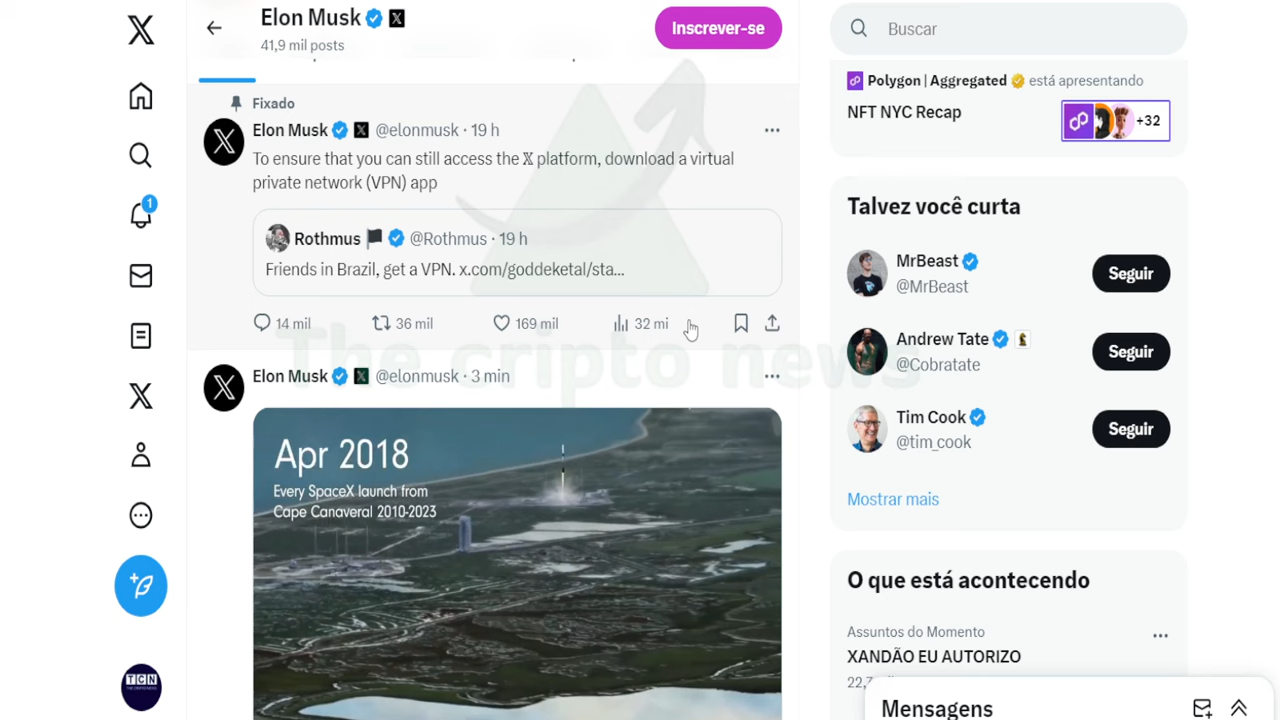 Elon Musk
41,9 mil posts
Inscrever-se
Fixado
Elon Musk @elonmusk · 19 h
To ensure that you can still access the 𝕏 platform, download a virtual
private network (VPN) app
Rothmus @Rothmus · 19 h
Friends in Brazil, get a VPN. x.com/goddeketal/sta...
14 mil 36 mil 169 mil 32 mi
The cripto news
Elon Musk @elonmusk · 3 min
Apr 2018
Every SpaceX launch from
Cape Canaveral 2010-2023
1
TCN
Buscar
Polygon | Aggregated está apresentando
NFT NYC Recap
+32
Talvez você curta
MrBeast
@MrBeast
Seguir
Andrew Tate
@Cobratate
Seguir
Tim Cook
@tim_cook
Seguir
Mostrar mais
O que está acontecendo
Assuntos do Momento
XANDÃO EU AUTORIZO
Mensagens